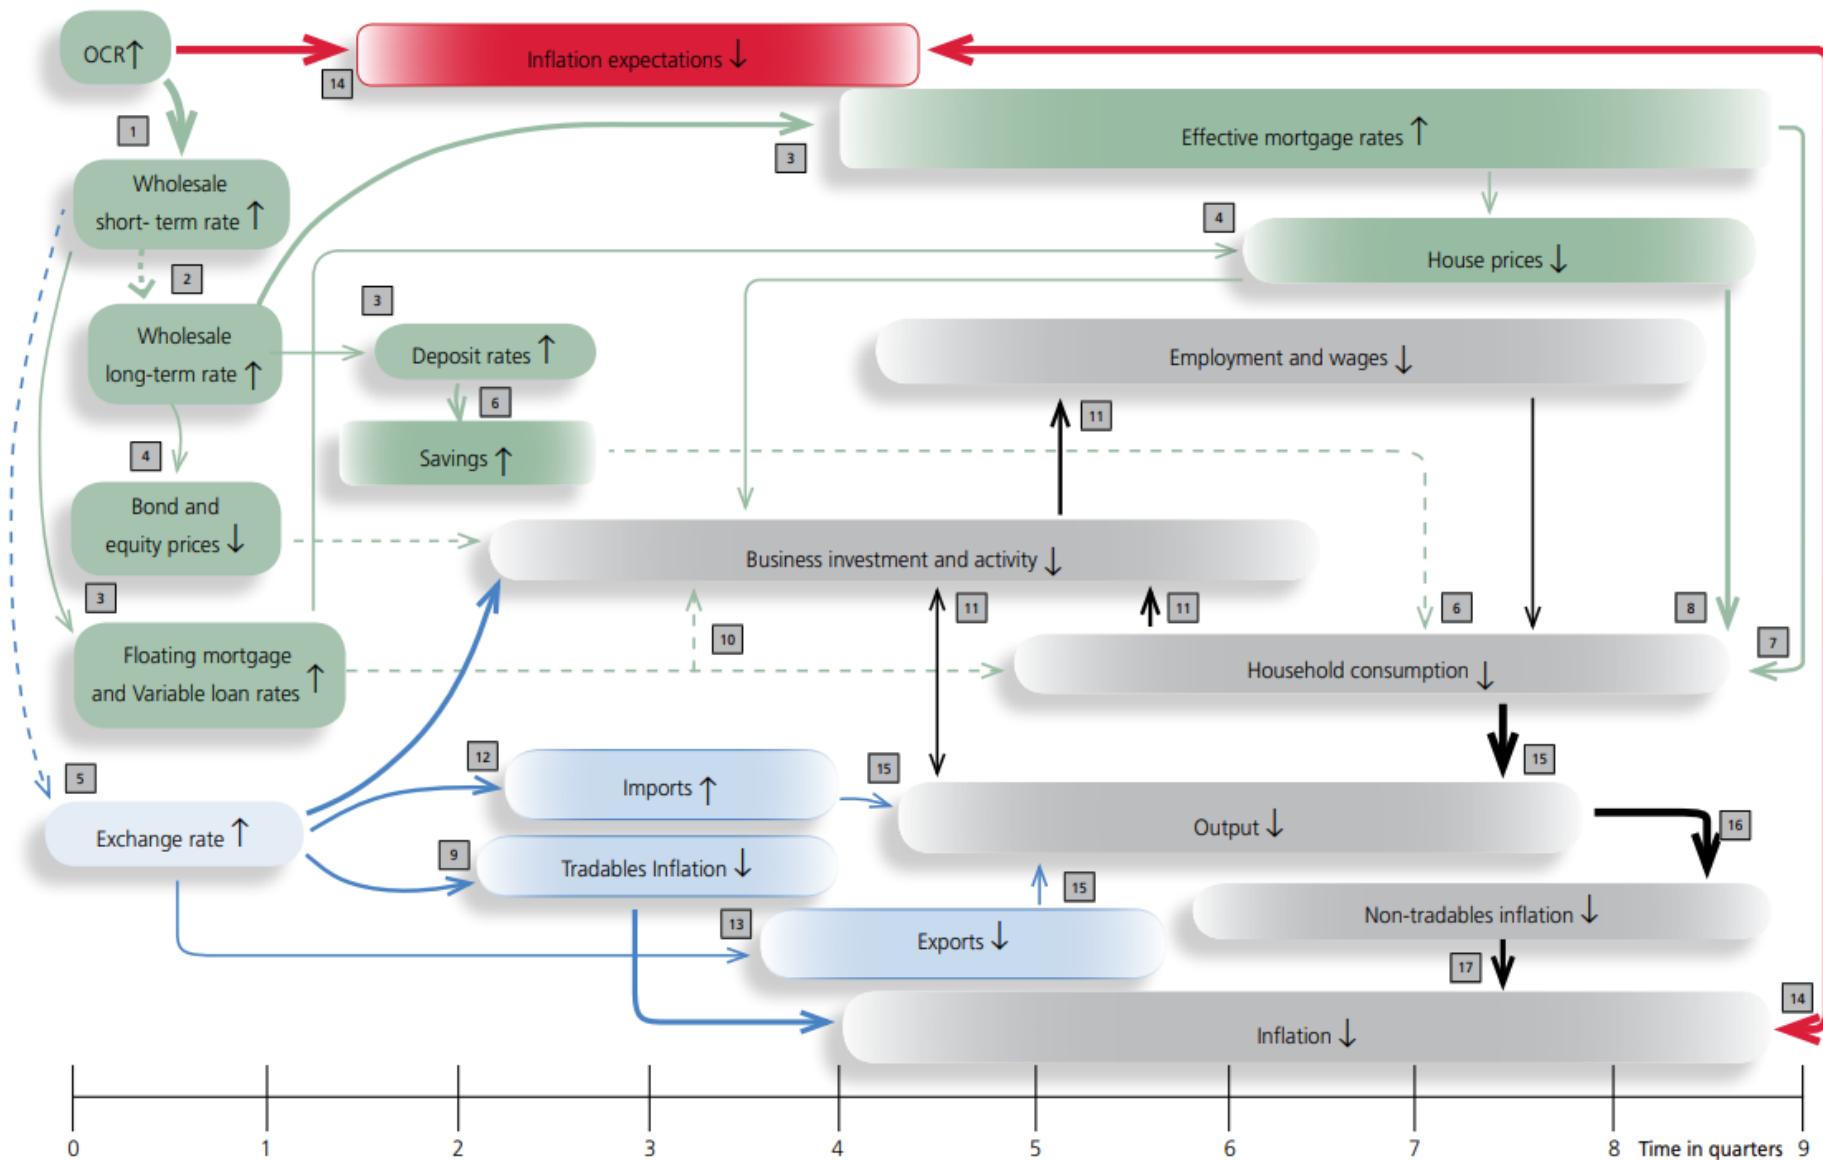 OCR↑
Inflation expectations ↓
14
Effective mortgage rates ↑
1
3
Wholesale
short- term rate ↑
4
House prices ↓
2
3
Wholesale
long-term rate ↑
Deposit rates ↑
Employment and wages ↓
6
11
Savings ↑
4
Bond and
equity prices ↓
Business investment and activity ↓
3
11
11
6
8
10
7
Floating mortgage
and Variable loan rates ↑
Household consumption ↓
12
15
15
5
Imports ↑
Exchange rate ↑
Output ↓
16
9
Tradables Inflation ↓
15
13
Exports ↓
Non-tradables inflation ↓
17
14
Inflation ↓
0 1 2 3 4 5 6 7 8 Time in quarters 9